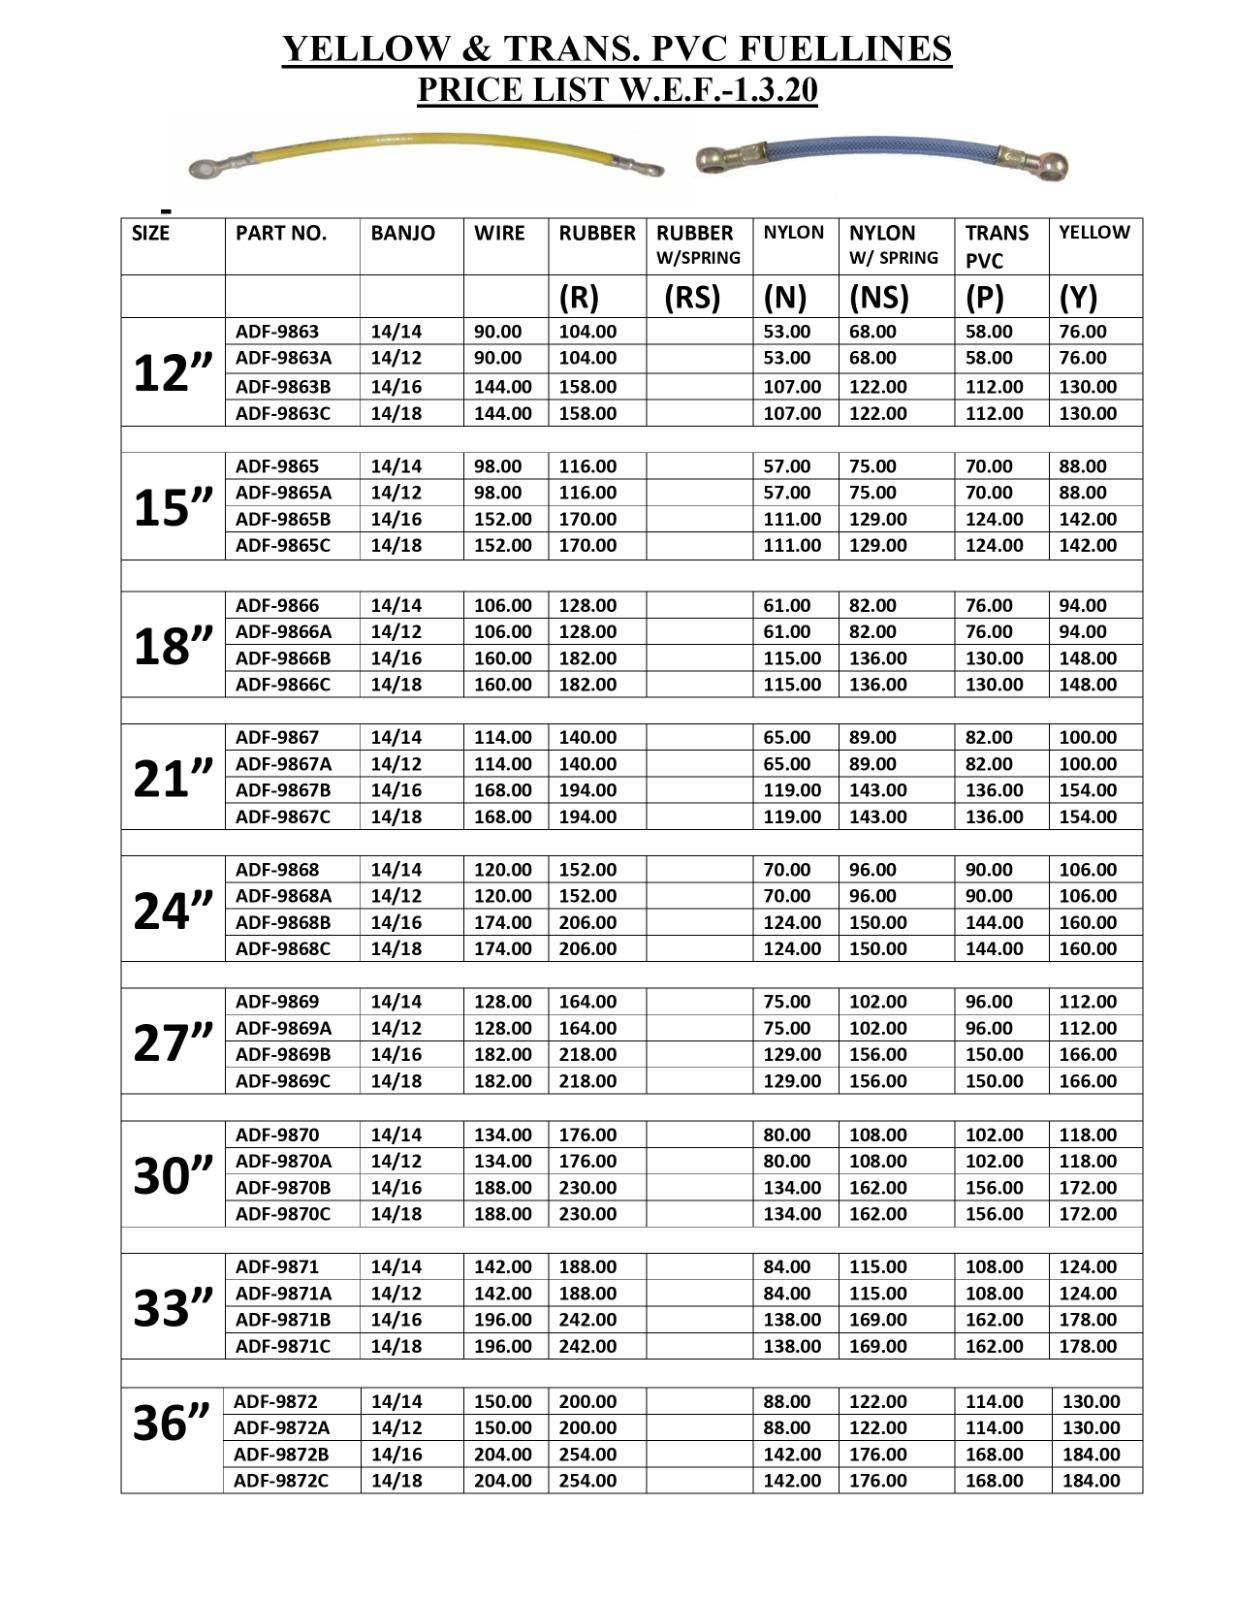 YELLOW & TRANS. PVC FUELLINES
PRICE LIST W.E.F.-1.3.20
-
SIZE PART NO. BANJO WIRE RUBBER RUBBER W/SPRING NYLON NYLON W/ SPRING TRANS PVC YELLOW
(R) (RS) (N) (NS) (P) (Y)
12”
ADF-9863 14/14 90.00 104.00 53.00 68.00 58.00 76.00
ADF-9863A 14/12 90.00 104.00 53.00 68.00 58.00 76.00
ADF-9863B 14/16 144.00 158.00 107.00 122.00 112.00 130.00
ADF-9863C 14/18 144.00 158.00 107.00 122.00 112.00 130.00
15”
ADF-9865 14/14 98.00 116.00 57.00 75.00 70.00 88.00
ADF-9865A 14/12 98.00 116.00 57.00 75.00 70.00 88.00
ADF-9865B 14/16 152.00 170.00 111.00 129.00 124.00 142.00
ADF-9865C 14/18 152.00 170.00 111.00 129.00 124.00 142.00
18”
ADF-9866 14/14 106.00 128.00 61.00 82.00 76.00 94.00
ADF-9866A 14/12 106.00 128.00 61.00 82.00 76.00 94.00
ADF-9866B 14/16 160.00 182.00 115.00 136.00 130.00 148.00
ADF-9866C 14/18 160.00 182.00 115.00 136.00 130.00 148.00
21”
ADF-9867 14/14 114.00 140.00 65.00 89.00 82.00 100.00
ADF-9867A 14/12 114.00 140.00 65.00 89.00 82.00 100.00
ADF-9867B 14/16 168.00 194.00 119.00 143.00 136.00 154.00
ADF-9867C 14/18 168.00 194.00 119.00 143.00 136.00 154.00
24”
ADF-9868 14/14 120.00 152.00 70.00 96.00 90.00 106.00
ADF-9868A 14/12 120.00 152.00 70.00 96.00 90.00 106.00
ADF-9868B 14/16 174.00 206.00 124.00 150.00 144.00 160.00
ADF-9868C 14/18 174.00 206.00 124.00 150.00 144.00 160.00
27”
ADF-9869 14/14 128.00 164.00 75.00 102.00 96.00 112.00
ADF-9869A 14/12 128.00 164.00 75.00 102.00 96.00 112.00
ADF-9869B 14/16 182.00 218.00 129.00 156.00 150.00 166.00
ADF-9869C 14/18 182.00 218.00 129.00 156.00 150.00 166.00
30”
ADF-9870 14/14 134.00 176.00 80.00 108.00 102.00 118.00
ADF-9870A 14/12 134.00 176.00 80.00 108.00 102.00 118.00
ADF-9870B 14/16 188.00 230.00 134.00 162.00 156.00 172.00
ADF-9870C 14/18 188.00 230.00 134.00 162.00 156.00 172.00
33”
ADF-9871 14/14 142.00 188.00 84.00 115.00 108.00 124.00
ADF-9871A 14/12 142.00 188.00 84.00 115.00 108.00 124.00
ADF-9871B 14/16 196.00 242.00 138.00 169.00 162.00 178.00
ADF-9871C 14/18 196.00 242.00 138.00 169.00 162.00 178.00
36”
ADF-9872 14/14 150.00 200.00 88.00 122.00 114.00 130.00
ADF-9872A 14/12 150.00 200.00 88.00 122.00 114.00 130.00
ADF-9872B 14/16 204.00 254.00 142.00 176.00 168.00 184.00
ADF-9872C 14/18 204.00 254.00 142.00 176.00 168.00 184.00